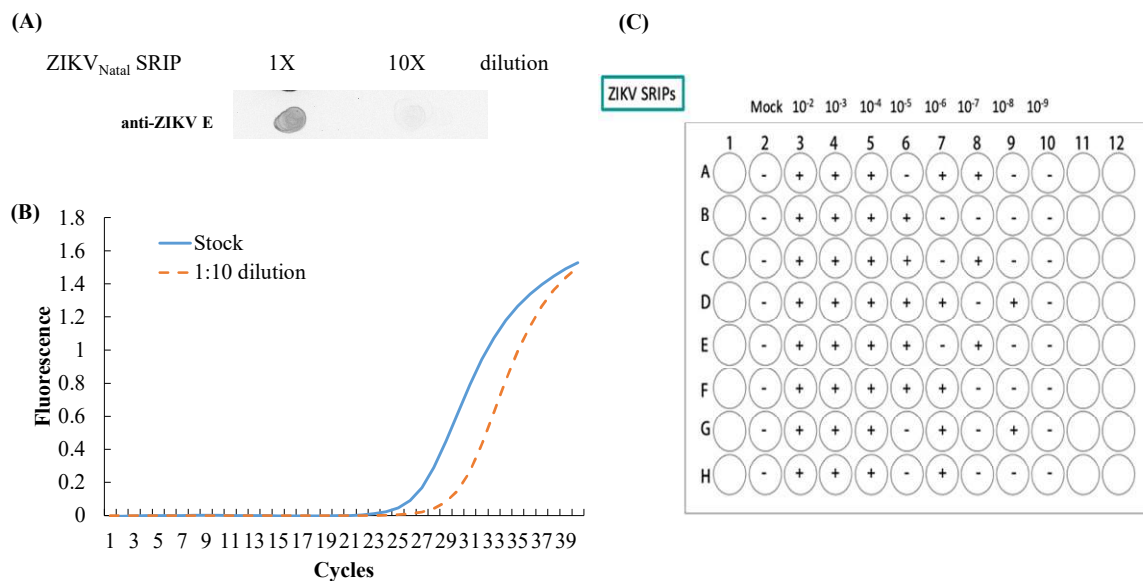 (A)
ZIKVNatal SRIP 1X 10X dilution
anti-ZIKV E
(B)
1.8
1.6
1.4
1.2
1
0.8
0.6
0.4
0.2
0
Fluorescence
Stock
1:10 dilution
1 3 5 7 9 11 13 15 17 19 21 23 25 27 29 31 33 35 37 39
Cycles
(C)
ZIKV SRIPs
Mock 10-2 10-3 10-4 10-5 10-6 10-7 10-8 10-9
1 2 3 4 5 6 7 8 9 10 11 12
A - + + + - + + - -
B - + + + + - - - -
C - + + + + - + - -
D - + + + + + - + -
E - + + + + - + - -
F - + + + + + - - -
G - + + + - + - + -
H - + + + - + - - -